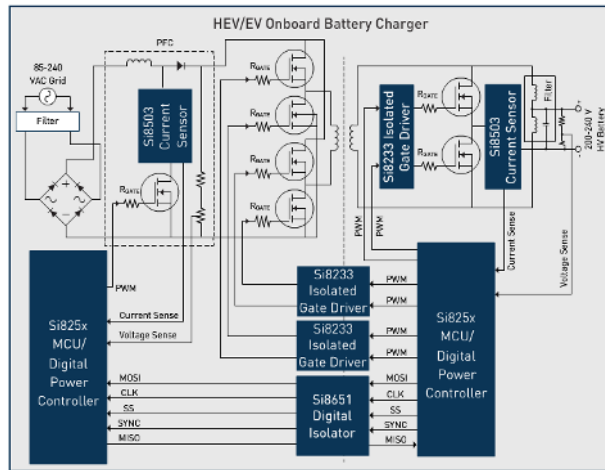 HEV/EV Onboard Battery Charger
85-240
VAC Grid
Filter
PFC
Si8503
Current
Sensor
RGATE
PWM
Current Sense
Voltage Sense
RGATE
RGATE
RGATE
RGATE
PWM
PWM
Si8233 Isolated
Gate Driver
RGATE
RGATE
Si8503
Current Sensor
Filter
+
-
200-240 V
HV Battery
Current Sense
Voltage Sense
Si825x
MCU/
Digital
Power
Controller
Si8233
Isolated
Gate Driver
PWM
PWM
Si8233
Isolated
Gate Driver
PWM
PWM
Si825x
MCU/
Digital
Power
Controller
MOSI
CLK
SS
SYNC
MISO
Si8651
Digital
Isolator
MOSI
CLK
SS
SYNC
MISO